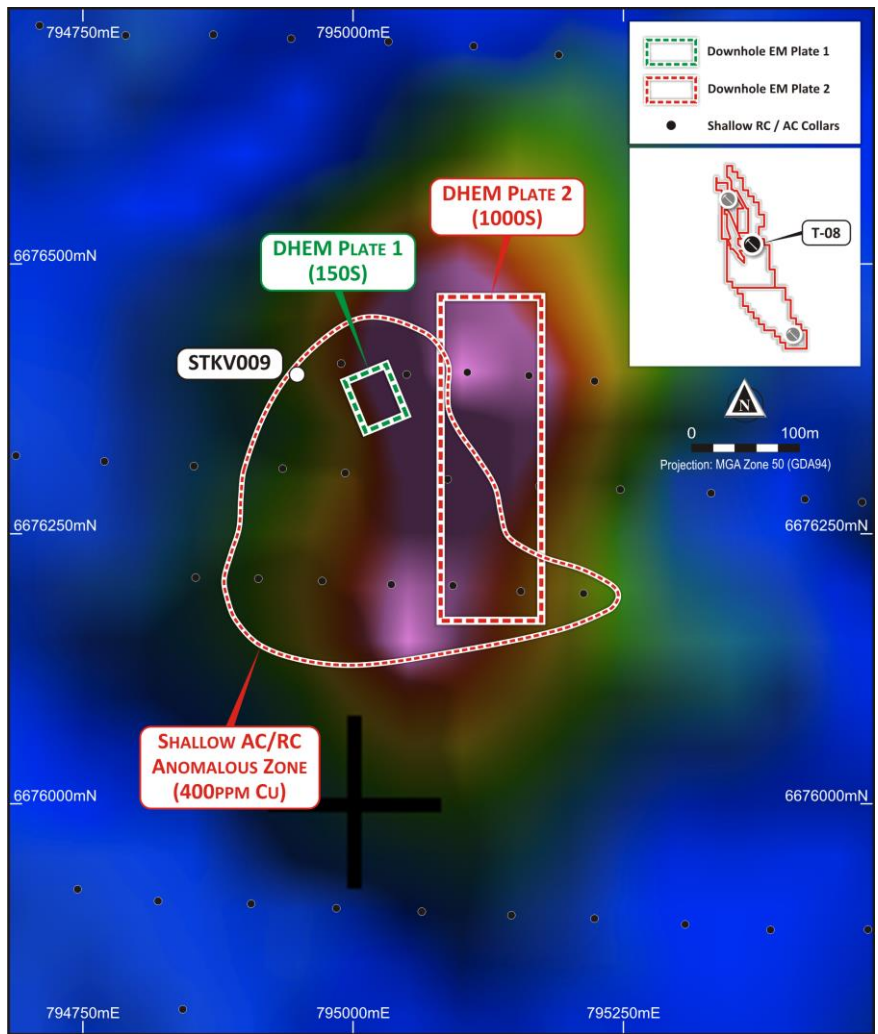 794750mE
795000mE
795250mE
Downhole EM Plate 1
Downhole EM Plate 2
Shallow RC / AC Collars
T-08
DHEM PLATE 2
(1000S)
DHEM PLATE 1
(150S)
6676500mN
STKV009
N
0 100m
Projection: MGA Zone 50 (GDA94)
6676250mN
6676250mN
SHALLOW AC/RC
ANOMALOUS ZONE
(400PPM CU)
6676000mN
6676000mN
794750mE
795000mE
795250mE